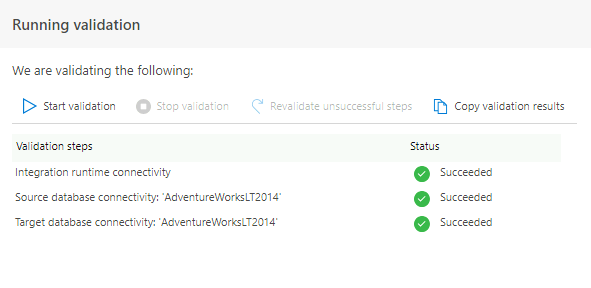 Running validation
We are validating the following:
Start validation Stop validation Revalidate unsuccessful steps Copy validation results
Validation steps Status
Integration runtime connectivity Succeeded
Source database connectivity: 'AdventureWorksLT2014' Succeeded
Target database connectivity: 'AdventureWorksLT2014' Succeeded